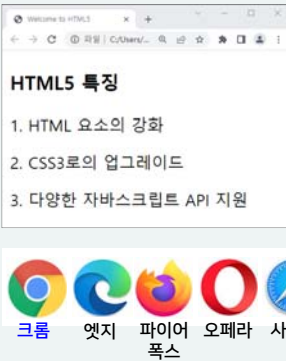 Welcome to HTML5
파일 C:/Users/...
HTML5 특징
1. HTML 요소의 강화
2. CSS3로의 업그레이드
3. 다양한 자바스크립트 API 지원
크롬 엣지 파이어폭스 오페라 사